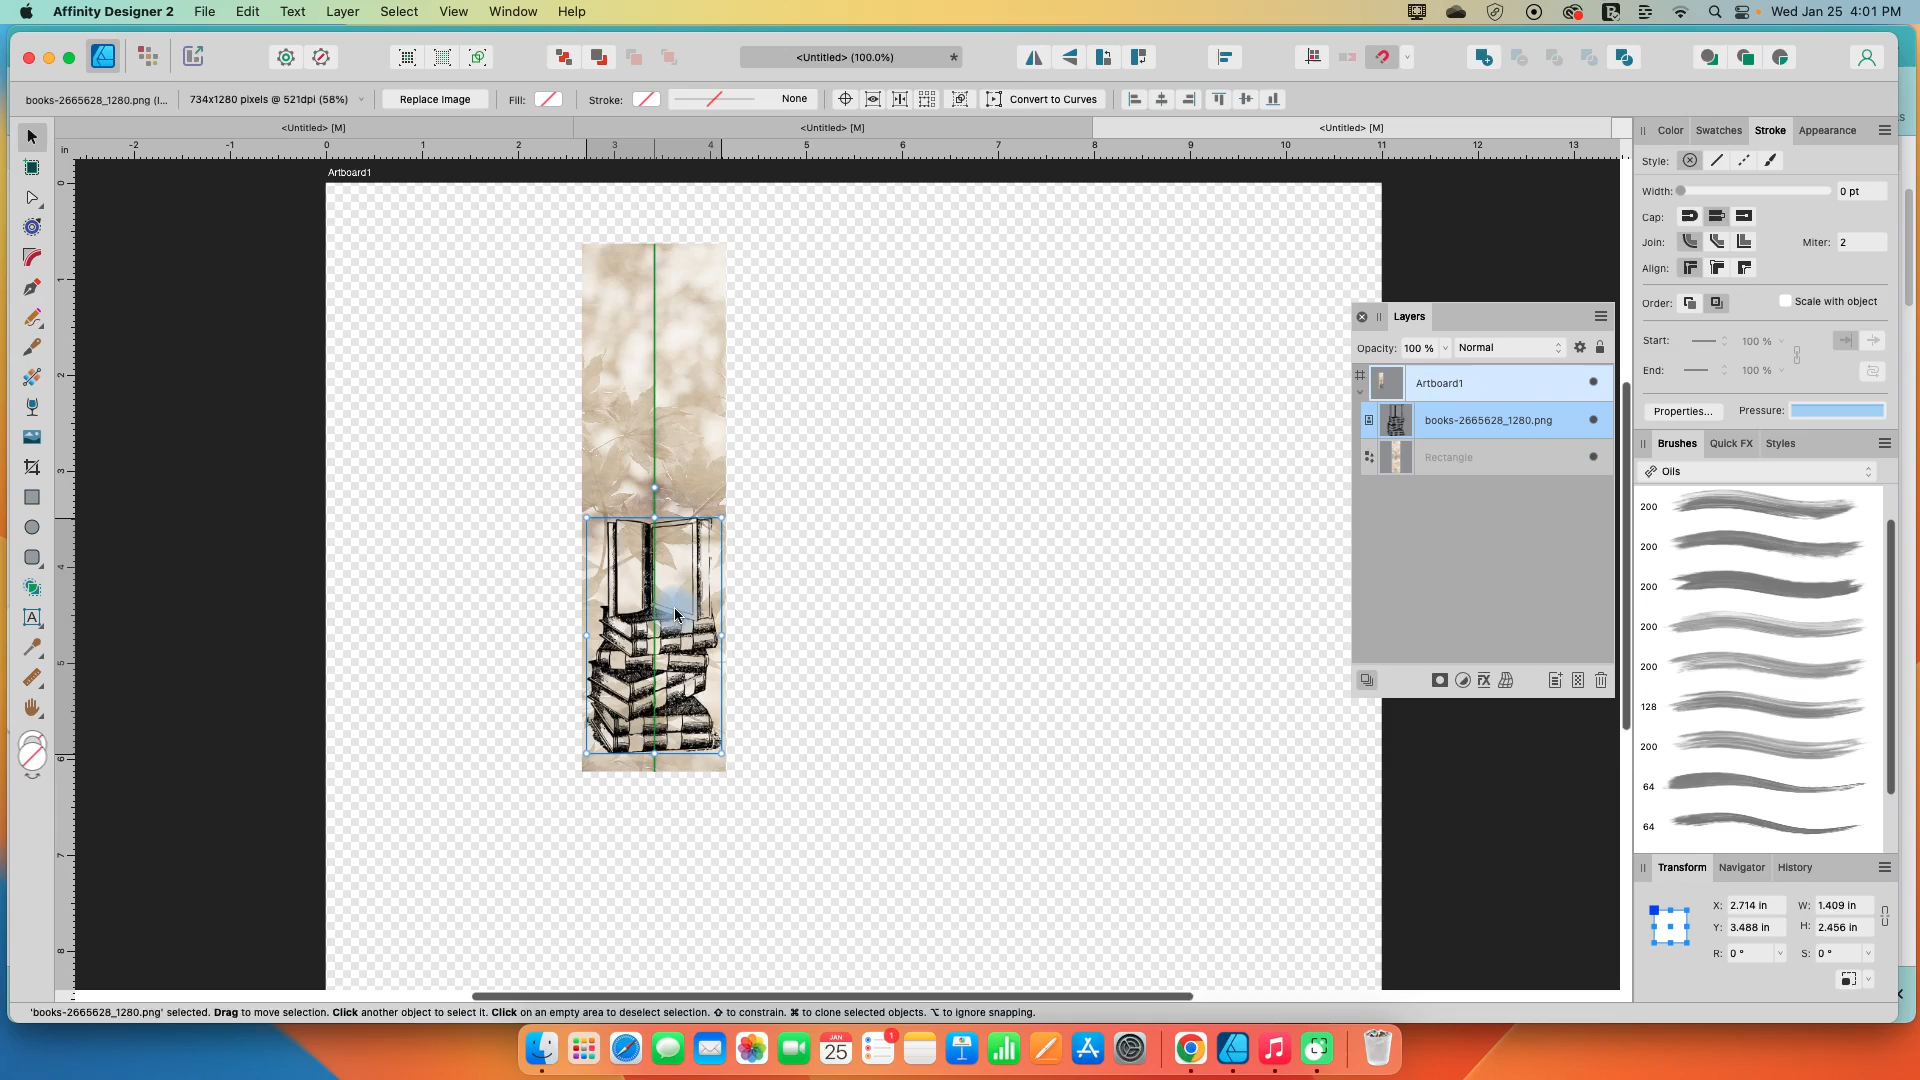 Affinity Designer 2 File Edit Text Layer Select View Window Help Wed Jan 25 4:01 PM
<Untitled> (100.0%) *
books-2665628_1280.png (I... 734x1280 pixels @ 521dpi (58%) Replace Image Fill: Stroke: None Convert to Curves
<Untitled> [M] <Untitled> [M] <Untitled> [M]
in -2 -1 0 1 2 3 4 5 6 7 8 9 10 11 12 13
Artboard1
0
1
2
3
4
5
6
7
8
A
Color Swatches Stroke Appearance
Style:
Width: 0 pt
Cap:
Join: Miter: 2
Align:
Order: Scale with object
Start: 100 %
End: 100 %
Properties... Pressure:
Layers
Opacity: 100 % Normal
Artboard1
books-2665628_1280.png
Rectangle
Brushes Quick FX Styles
Oils
200
200
200
200
200
128
200
64
64
Transform Navigator History
X: 2.714 in W: 1.409 in
Y: 3.488 in H: 2.456 in
R: 0 ° S: 0 °
'books-2665628_1280.png' selected. Drag to move selection. Click another object to select it. Click on an empty area to deselect selection. ⇧ to constrain. ⌘ to clone selected objects. ⌥ to ignore snapping.
JAN
25
1